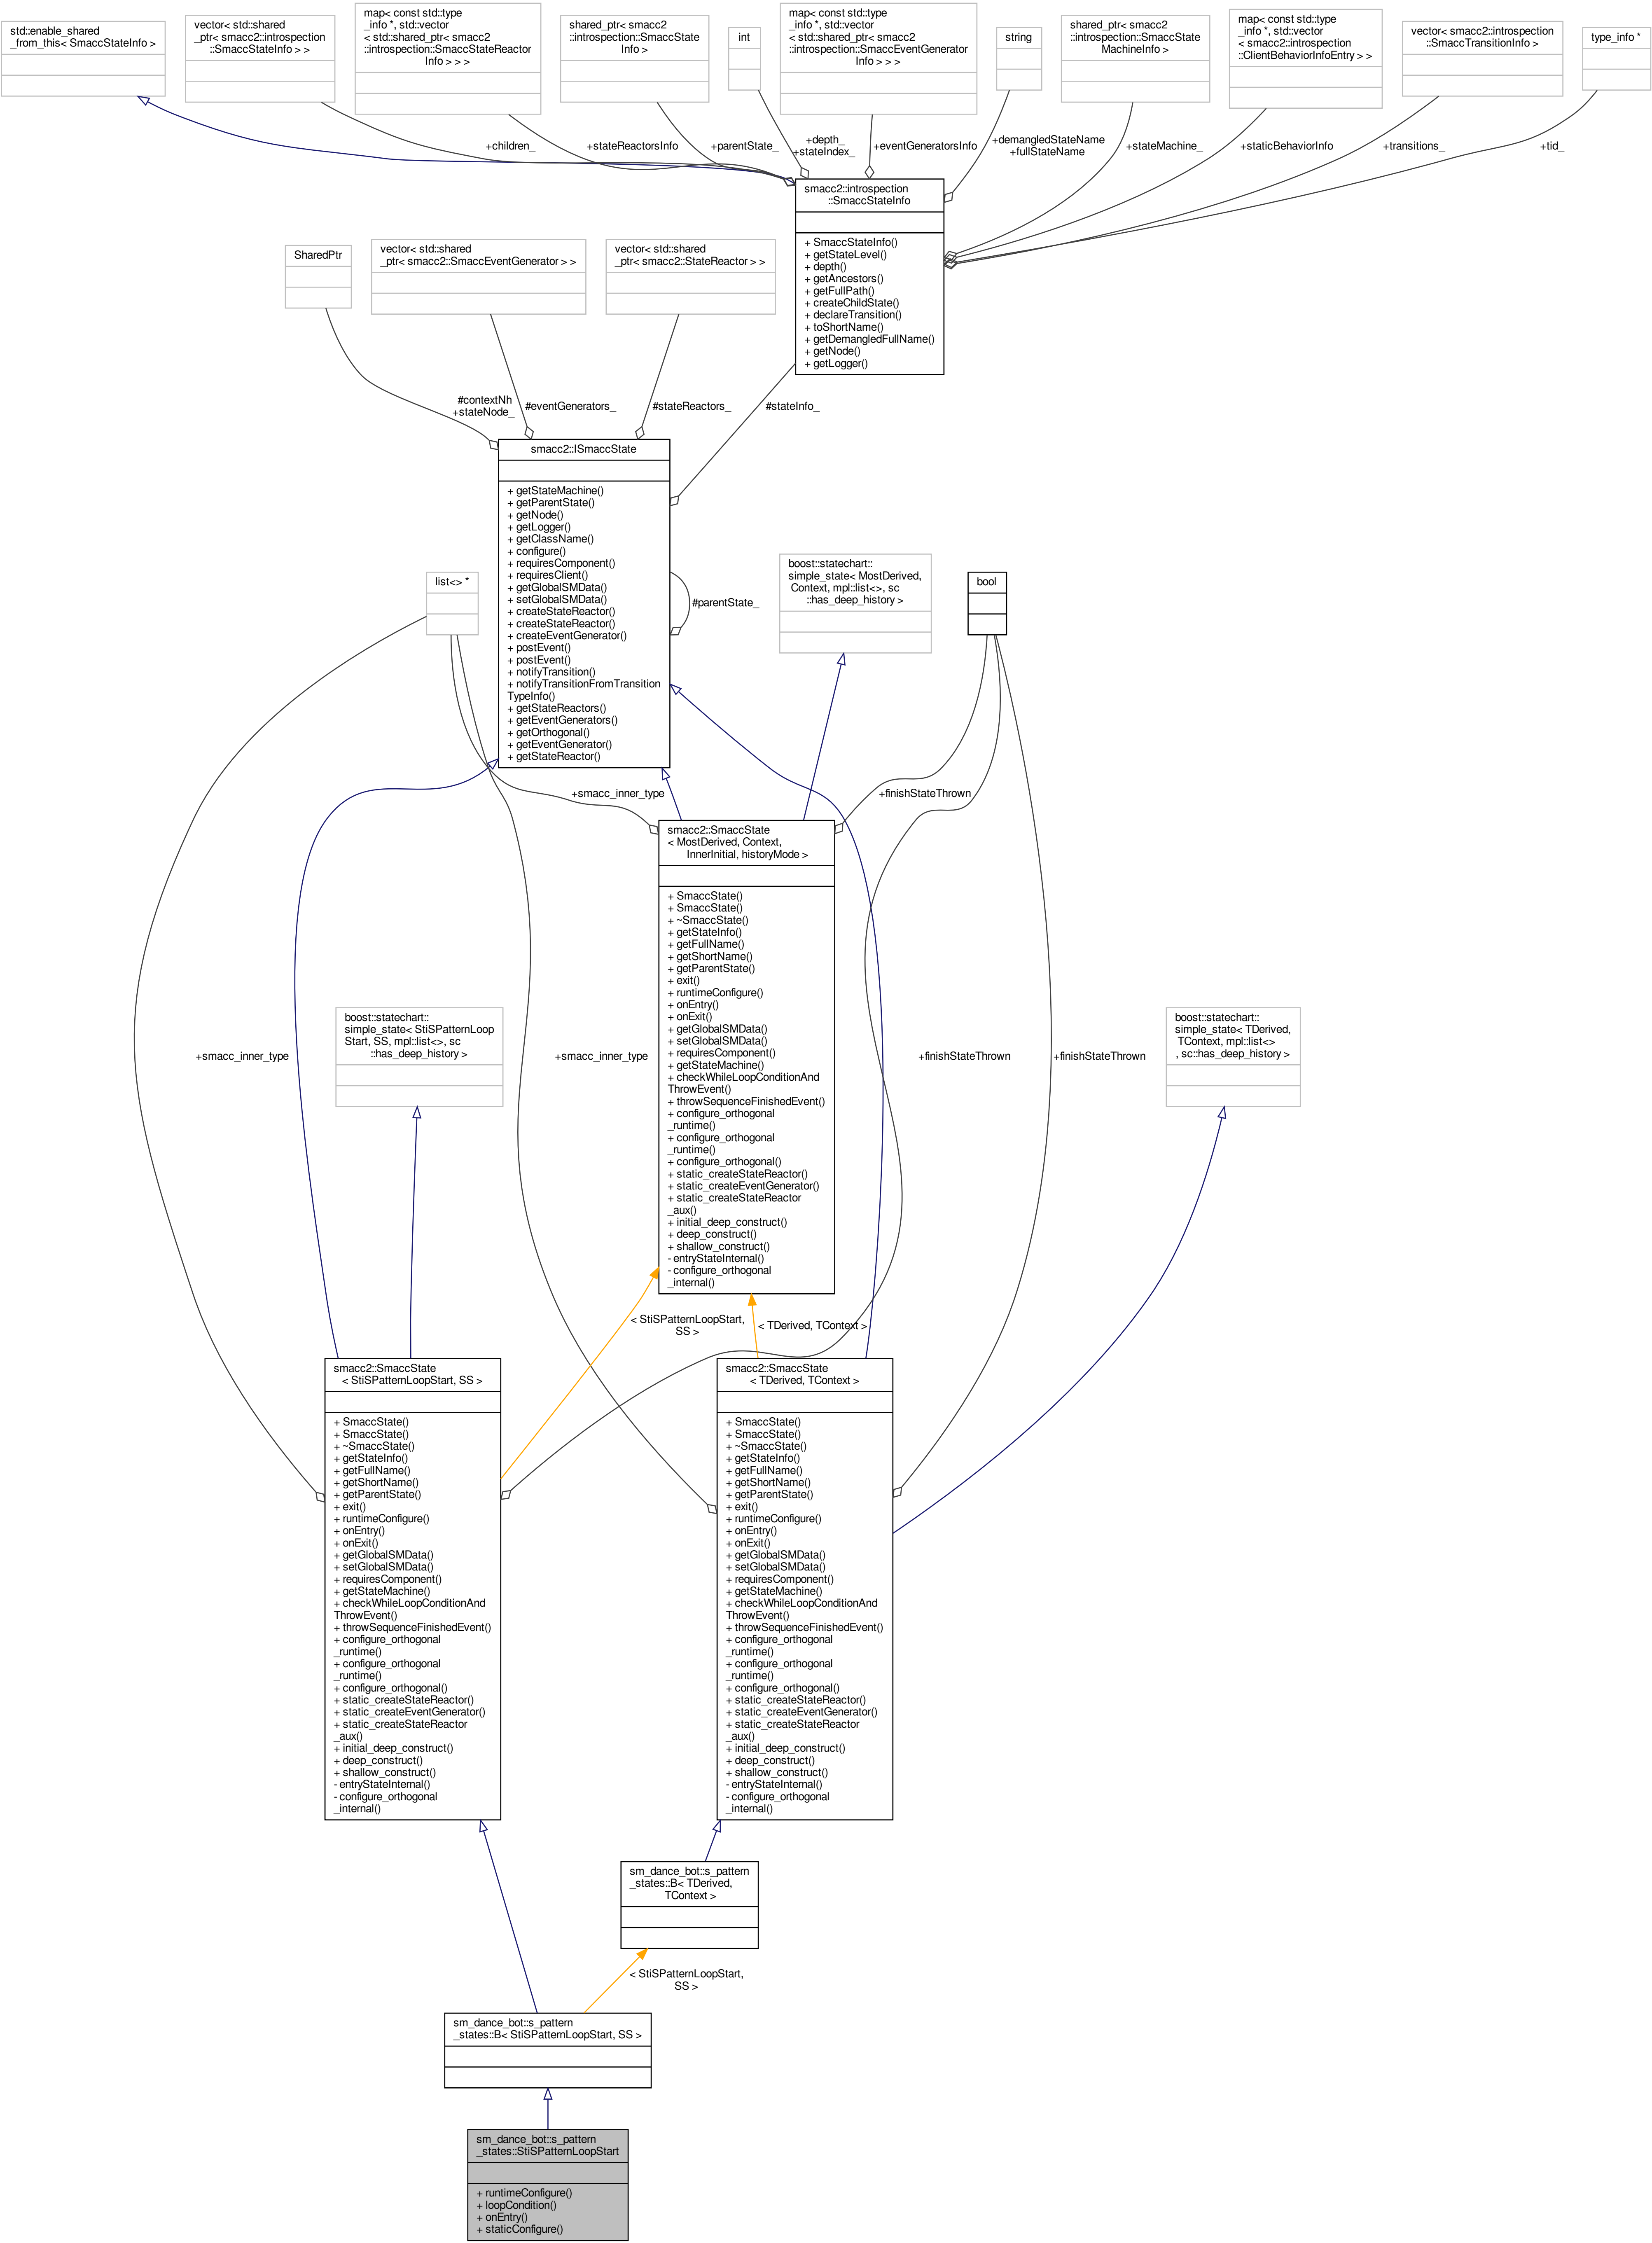 std::enable_shared
_from_this< SmaccStateInfo >
vector< std::shared
_ptr< smacc2::introspection
::SmaccStateInfo > >
map< const std::type
_info *, std::vector
< std::shared_ptr< smacc2
::introspection::SmaccStateReactor
Info > > >
shared_ptr< smacc2
::introspection::SmaccState
Info >
int
map< const std::type
_info *, std::vector
< std::shared_ptr< smacc2
::introspection::SmaccEventGenerator
Info > > >
string
shared_ptr< smacc2
::introspection::SmaccState
MachineInfo >
map< const std::type
_info *, std::vector
< smacc2::introspection
::ClientBehaviorInfoEntry > >
vector< smacc2::introspection
::SmaccTransitionInfo >
type_info *
+children_
+stateReactorsInfo
+parentState_
+depth_
+stateIndex_
+eventGeneratorsInfo
+demangledStateName
+fullStateName
+stateMachine_
+staticBehaviorInfo
+transitions_
+tid_
smacc2::introspection
::SmaccStateInfo
+ SmaccStateInfo()
+ getStateLevel()
+ depth()
+ getAncestors()
+ getFullPath()
+ createChildState()
+ declareTransition()
+ toShortName()
+ getDemangledFullName()
+ getNode()
+ getLogger()
SharedPtr
vector< std::shared
_ptr< smacc2::SmaccEventGenerator > >
vector< std::shared
_ptr< smacc2::StateReactor > >
#contextNh
+stateNode_
#eventGenerators_
#stateReactors_
#stateInfo_
smacc2::ISmaccState
+ getStateMachine()
+ getParentState()
+ getNode()
+ getLogger()
+ getClassName()
+ configure()
+ requiresComponent()
+ requiresClient()
+ getGlobalSMData()
+ setGlobalSMData()
+ createStateReactor()
+ createStateReactor()
+ createEventGenerator()
+ postEvent()
+ postEvent()
+ notifyTransition()
+ notifyTransitionFromTransition
TypeInfo()
+ getStateReactors()
+ getEventGenerators()
+ getOrthogonal()
+ getEventGenerator()
+ getStateReactor()
#parentState_
list<> *
boost::statechart::
simple_state< MostDerived,
Context, mpl::list<>, sc
::has_deep_history >
bool
+smacc_inner_type
+finishStateThrown
smacc2::SmaccState
< MostDerived, Context,
InnerInitial, historyMode >
+ SmaccState()
+ SmaccState()
+ ~SmaccState()
+ getStateInfo()
+ getFullName()
+ getShortName()
+ getParentState()
+ exit()
+ runtimeConfigure()
+ onEntry()
+ onExit()
+ getGlobalSMData()
+ setGlobalSMData()
+ requiresComponent()
+ getStateMachine()
+ checkWhileLoopConditionAnd
ThrowEvent()
+ throwSequenceFinishedEvent()
+ configure_orthogonal
_runtime()
+ configure_orthogonal
_runtime()
+ configure_orthogonal()
+ static_createStateReactor()
+ static_createEventGenerator()
+ static_createStateReactor
_aux()
+ initial_deep_construct()
+ deep_construct()
+ shallow_construct()
- entryStateInternal()
- configure_orthogonal
_internal()
boost::statechart::
simple_state< StiSPatternLoop
Start, SS, mpl::list<>, sc
::has_deep_history >
boost::statechart::
simple_state< TDerived,
TContext, mpl::list<>
, sc::has_deep_history >
+smacc_inner_type
+smacc_inner_type
+finishStateThrown
+finishStateThrown
< StiSPatternLoopStart,
SS >
< TDerived, TContext >
smacc2::SmaccState
< StiSPatternLoopStart, SS >
+ SmaccState()
+ SmaccState()
+ ~SmaccState()
+ getStateInfo()
+ getFullName()
+ getShortName()
+ getParentState()
+ exit()
+ runtimeConfigure()
+ onEntry()
+ onExit()
+ getGlobalSMData()
+ setGlobalSMData()
+ requiresComponent()
+ getStateMachine()
+ checkWhileLoopConditionAnd
ThrowEvent()
+ throwSequenceFinishedEvent()
+ configure_orthogonal
_runtime()
+ configure_orthogonal
_runtime()
+ configure_orthogonal()
+ static_createStateReactor()
+ static_createEventGenerator()
+ static_createStateReactor
_aux()
+ initial_deep_construct()
+ deep_construct()
+ shallow_construct()
- entryStateInternal()
- configure_orthogonal
_internal()
smacc2::SmaccState
< TDerived, TContext >
+ SmaccState()
+ SmaccState()
+ ~SmaccState()
+ getStateInfo()
+ getFullName()
+ getShortName()
+ getParentState()
+ exit()
+ runtimeConfigure()
+ onEntry()
+ onExit()
+ getGlobalSMData()
+ setGlobalSMData()
+ requiresComponent()
+ getStateMachine()
+ checkWhileLoopConditionAnd
ThrowEvent()
+ throwSequenceFinishedEvent()
+ configure_orthogonal
_runtime()
+ configure_orthogonal
_runtime()
+ configure_orthogonal()
+ static_createStateReactor()
+ static_createEventGenerator()
+ static_createStateReactor
_aux()
+ initial_deep_construct()
+ deep_construct()
+ shallow_construct()
- entryStateInternal()
- configure_orthogonal
_internal()
sm_dance_bot::s_pattern
_states::B< TDerived,
TContext >
< StiSPatternLoopStart,
SS >
sm_dance_bot::s_pattern
_states::B< StiSPatternLoopStart, SS >
sm_dance_bot::s_pattern
_states::StiSPatternLoopStart
+ runtimeConfigure()
+ loopCondition()
+ onEntry()
+ staticConfigure()